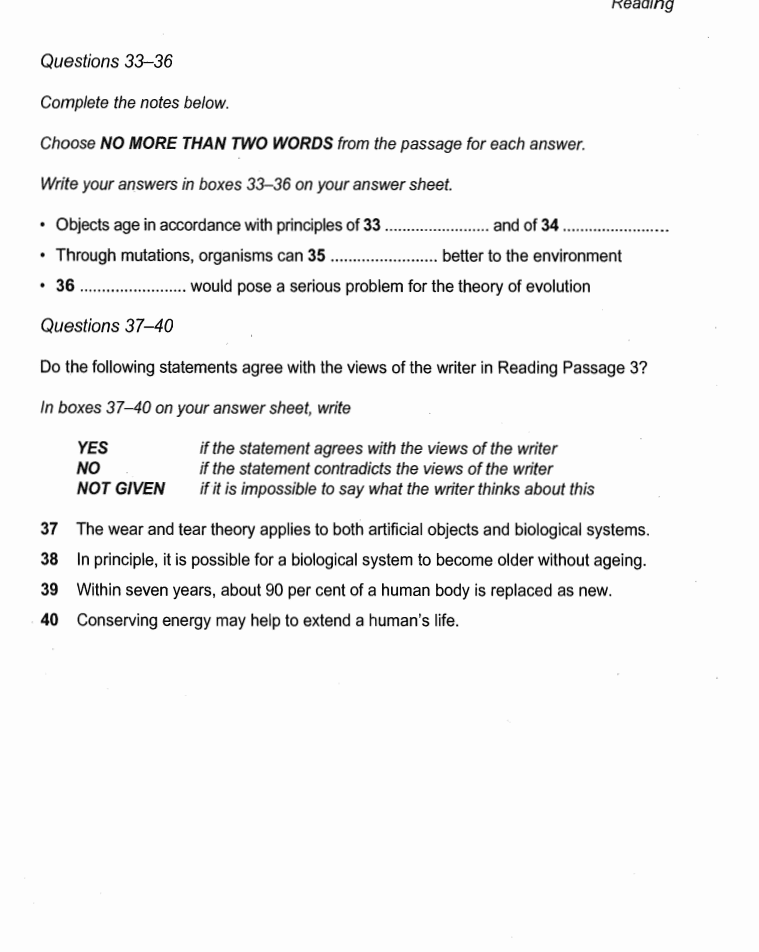 Reading
Questions 33–36
Complete the notes below.
Choose NO MORE THAN TWO WORDS from the passage for each answer.
Write your answers in boxes 33–36 on your answer sheet.
• Objects age in accordance with principles of 33 ........................ and of 34 ........................
• Through mutations, organisms can 35 ........................ better to the environment
• 36 ........................ would pose a serious problem for the theory of evolution
Questions 37–40
Do the following statements agree with the views of the writer in Reading Passage 3?
In boxes 37–40 on your answer sheet, write
YES if the statement agrees with the views of the writer
NO if the statement contradicts the views of the writer
NOT GIVEN if it is impossible to say what the writer thinks about this
37 The wear and tear theory applies to both artificial objects and biological systems.
38 In principle, it is possible for a biological system to become older without ageing.
39 Within seven years, about 90 per cent of a human body is replaced as new.
40 Conserving energy may help to extend a human's life.